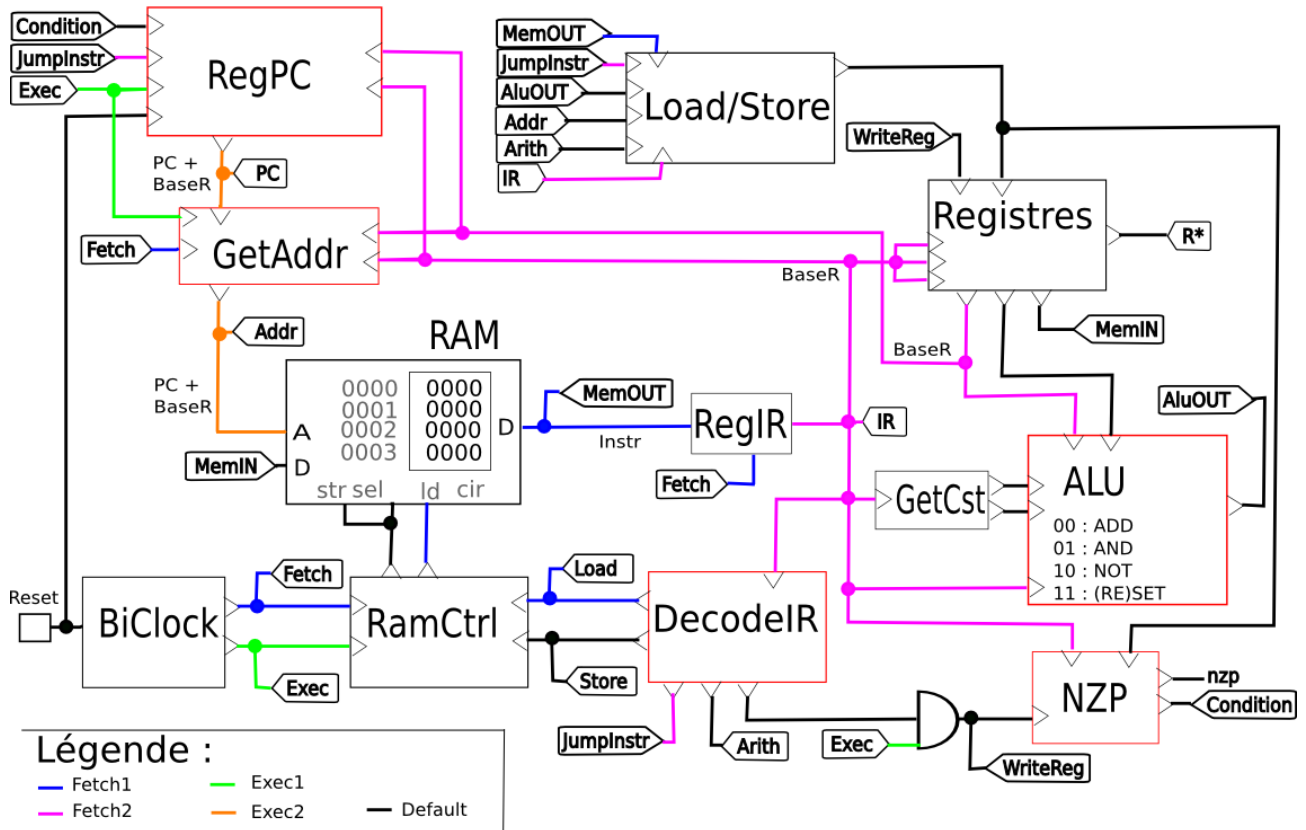 Condition
JumpInstr
Exec
RegPC
PC +
BaseR
PC
Fetch
GetAddr
Addr
PC +
BaseR
MemOUT
JumpInstr
AluOUT
Addr
Arith
IR
Load/Store
WriteReg
Registres
R*
BaseR
MemIN
BaseR
RAM
0000 0000
0001 0000
0002 0000
0003 0000
A
D
D
str sel ld clr
MemIN
MemOUT
Instr
RegIR
Fetch
IR
AluOUT
GetCst
ALU
00 : ADD
01 : AND
10 : NOT
11 : (RE)SET
Reset
BiClock
Fetch
Exec
RamCtrl
Load
Store
DecodeIR
JumpInstr
Arith
Exec
WriteReg
NZP
nzp
Condition
Légende :
Fetch1
Exec1
Fetch2
Exec2
Default